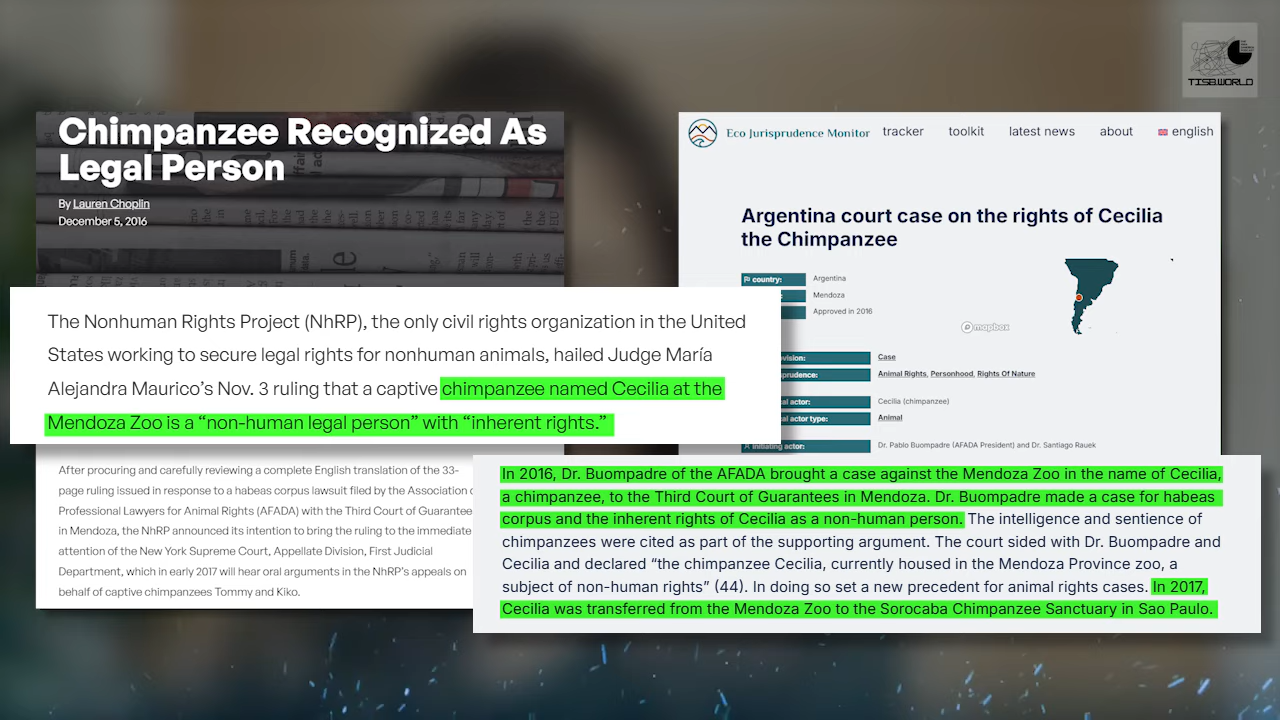 TISB.WORLD
Chimpanzee Recognized As
Legal Person
By Lauren Choplin
December 5, 2016
The Nonhuman Rights Project (NhRP), the only civil rights organization in the United
States working to secure legal rights for nonhuman animals, hailed Judge María
Alejandra Maurico’s Nov. 3 ruling that a captive chimpanzee named Cecilia at the
Mendoza Zoo is a “non-human legal person” with “inherent rights.”
After procuring and carefully reviewing a complete English translation of the 33-
page ruling issued in response to a habeas corpus lawsuit filed by the Association
Professional Lawyers for Animal Rights (AFADA) with the Third Court of Guarantee
in Mendoza, the NhRP announced its intention to bring the ruling to the immediate
attention of the New York Supreme Court, Appellate Division, First Judicial
Department, which in early 2017 will hear oral arguments in the NhRP’s appeals on
behalf of captive chimpanzees Tommy and Kiko.
Eco Jurisprudence Monitor tracker toolkit latest news about english
Argentina court case on the rights of Cecilia
the Chimpanzee
country: Argentina
Mendoza
Approved in 2016
mapbox
Case
Animal Rights, Personhood, Rights Of Nature
Cecilia (chimpanzee)
actor type: Animal
initiating actor: Dr. Pablo Buompadre (AFADA President) and Dr. Santiago Rauek
In 2016, Dr. Buompadre of the AFADA brought a case against the Mendoza Zoo in the name of Cecilia,
a chimpanzee, to the Third Court of Guarantees in Mendoza. Dr. Buompadre made a case for habeas
corpus and the inherent rights of Cecilia as a non-human person. The intelligence and sentience of
chimpanzees were cited as part of the supporting argument. The court sided with Dr. Buompadre and
Cecilia and declared “the chimpanzee Cecilia, currently housed in the Mendoza Province zoo, a
subject of non-human rights” (44). In doing so set a new precedent for animal rights cases. In 2017,
Cecilia was transferred from the Mendoza Zoo to the Sorocaba Chimpanzee Sanctuary in Sao Paulo.